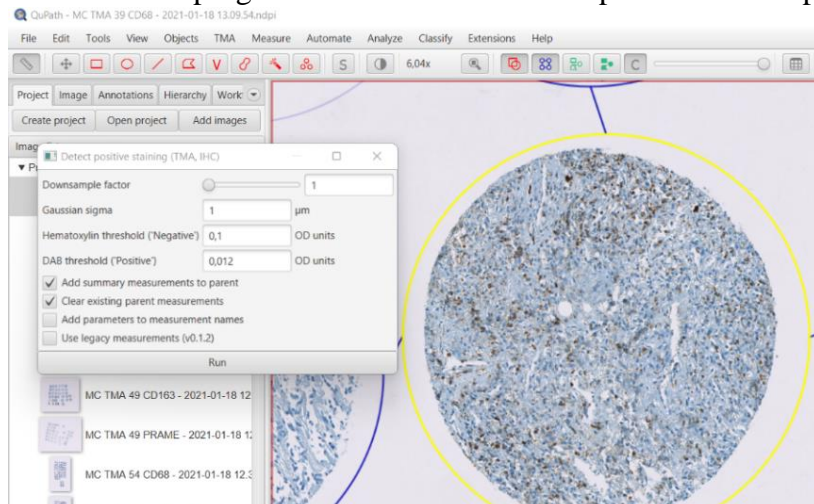 QuPath - MC TMA 39 CD68 - 2021-01-18 13.09.54.ndpi
File Edit Tools View Objects TMA Measure Automate Analyze Classify Extensions Help
S 6,04x C
Project Image Annotations Hierarchy Work
Create project Open project Add images
Imag
Detect positive staining (TMA, IHC)
Downsample factor 1
Gaussian sigma 1 µm
Hematoxylin threshold ('Negative') 0,1 OD units
DAB threshold ('Positive') 0,012 OD units
Add summary measurements to parent
Clear existing parent measurements
Add parameters to measurement names
Use legacy measurements (v0.1.2)
Run
MC TMA 49 CD163 - 2021-01-18 12
MC TMA 49 PRAME - 2021-01-18 1
MC TMA 54 CD68 - 2021-01-18 12.3